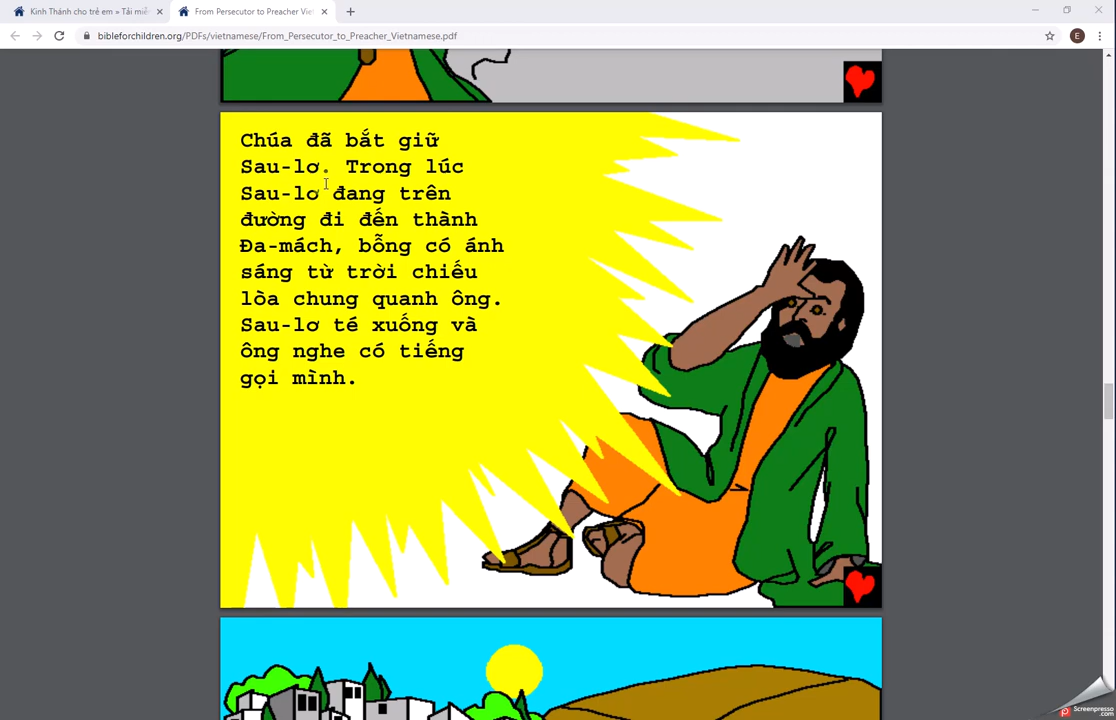 Kinh Thánh cho trẻ em » Tải miễ
From Persecutor to Preacher Viet
bibleforchildren.org/PDFs/vietnamese/From_Persecutor_to_Preacher_Vietnamese.pdf
E
Chúa đã bắt giữ
Sau-lơ. Trong lúc
Sau-lơ đang trên
đường đi đến thành
Đa-mách, bỗng có ánh
sáng từ trời chiếu
lòa chung quanh ông.
Sau-lơ té xuống và
ông nghe có tiếng
gọi mình.
Screenpresso.com